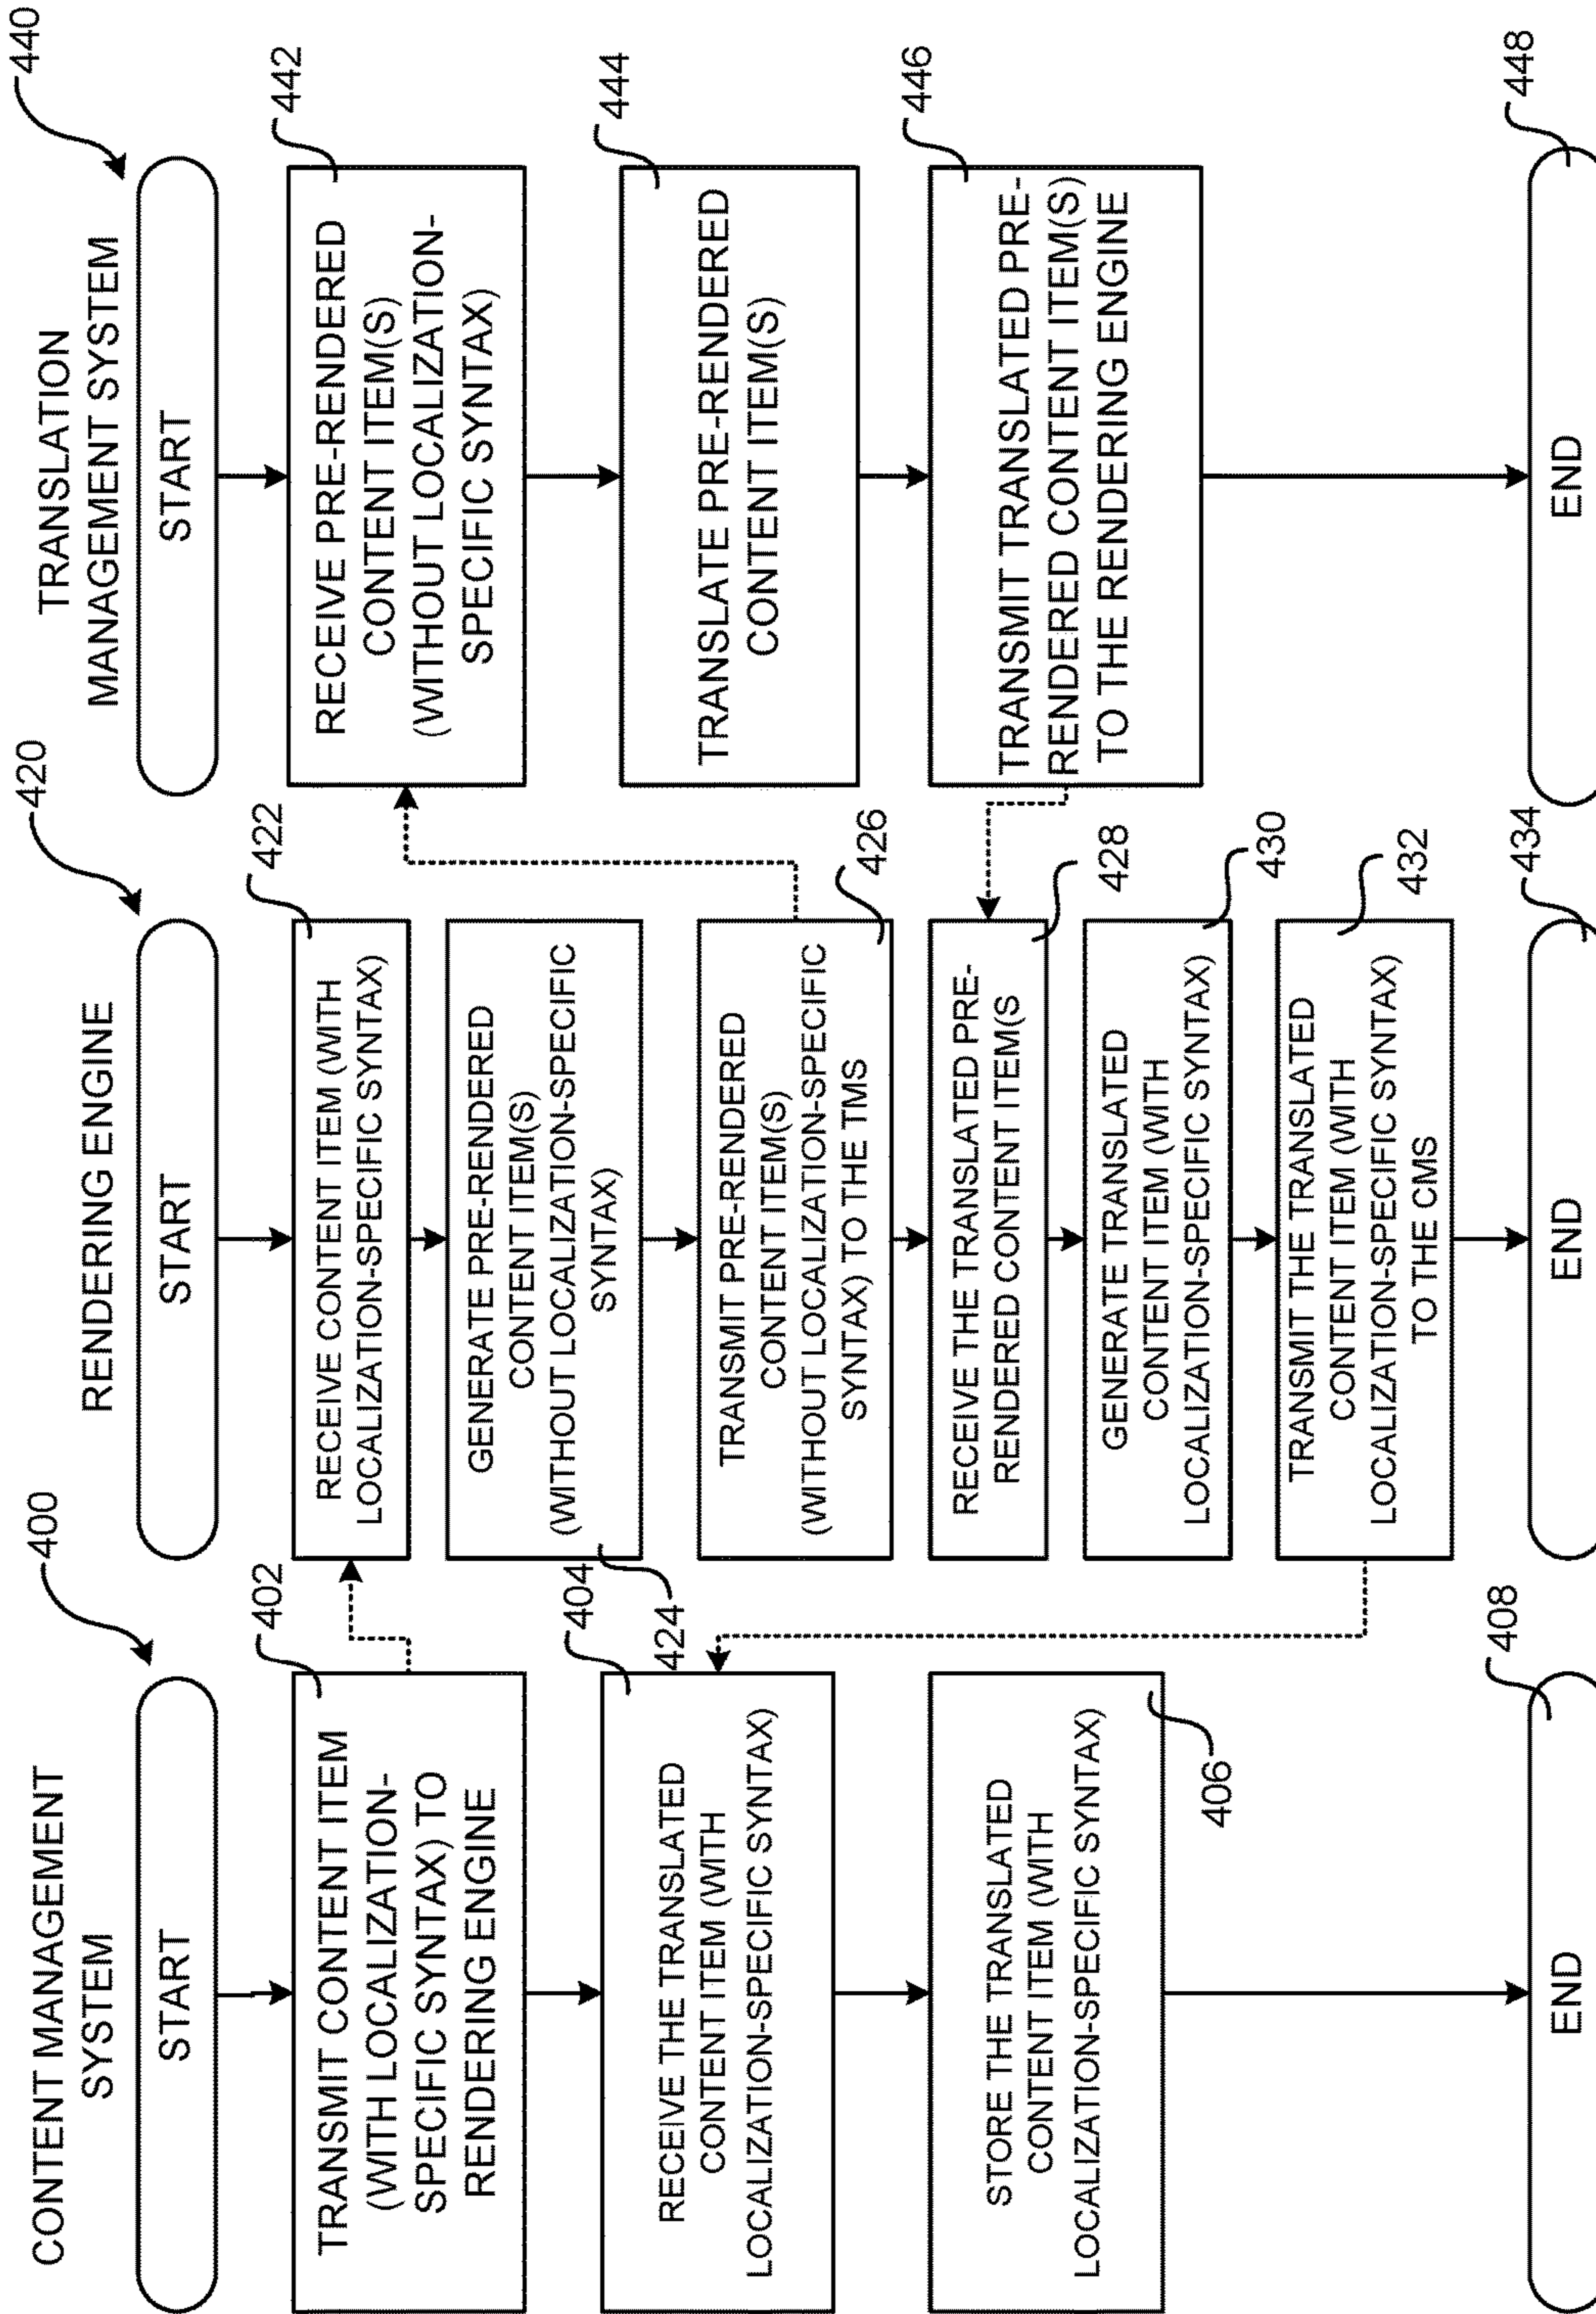 CONTENT MANAGEMENT
SYSTEM
400
START
402
TRANSMIT CONTENT ITEM
(WITH LOCALIZATION-
SPECIFIC SYNTAX) TO
RENDERING ENGINE
404
RECEIVE THE TRANSLATED
CONTENT ITEM (WITH
LOCALIZATION-SPECIFIC SYNTAX)
STORE THE TRANSLATED
CONTENT ITEM (WITH
LOCALIZATION-SPECIFIC SYNTAX)
406
408
END
RENDERING ENGINE
420
START
422
RECEIVE CONTENT ITEM (WITH
LOCALIZATION-SPECIFIC SYNTAX)
GENERATE PRE-RENDERED
CONTENT ITEM(S)
(WITHOUT LOCALIZATION-SPECIFIC
SYNTAX)
424
TRANSMIT PRE-RENDERED
CONTENT ITEM(S)
(WITHOUT LOCALIZATION-SPECIFIC
SYNTAX) TO THE TMS
426
RECEIVE THE TRANSLATED PRE-
RENDERED CONTENT ITEM(S
428
GENERATE TRANSLATED
CONTENT ITEM (WITH
LOCALIZATION-SPECIFIC SYNTAX)
430
TRANSMIT THE TRANSLATED
CONTENT ITEM (WITH
LOCALIZATION-SPECIFIC SYNTAX)
TO THE CMS
432
434
END
TRANSLATION
MANAGEMENT SYSTEM
440
START
442
RECEIVE PRE-RENDERED
CONTENT ITEM(S)
(WITHOUT LOCALIZATION-
SPECIFIC SYNTAX)
444
TRANSLATE PRE-RENDERED
CONTENT ITEM(S)
446
TRANSMIT TRANSLATED PRE-
RENDERED CONTENT ITEM(S)
TO THE RENDERING ENGINE
448
END